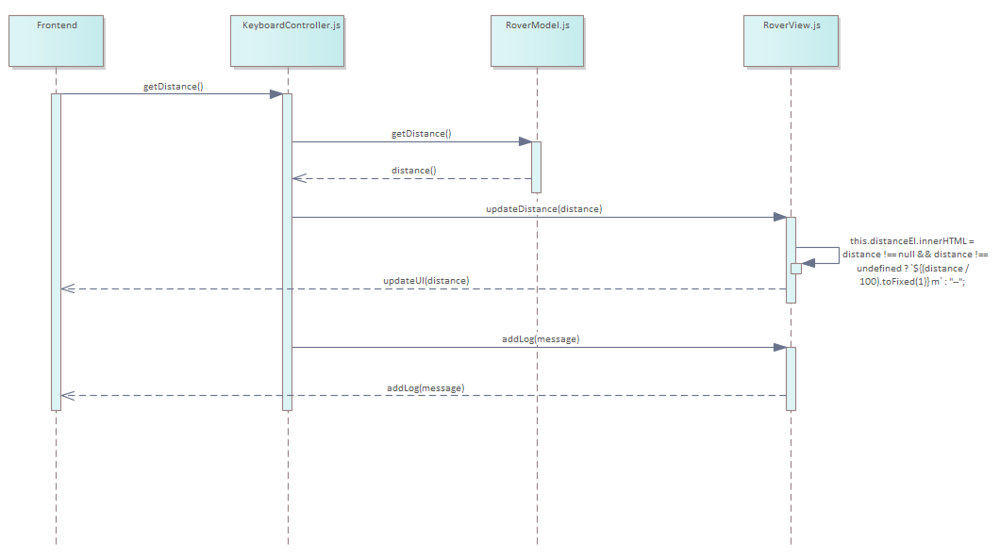 Frontend
KeyboardController.js
RoverModel.js
RoverView.js
getDistance()
getDistance()
distance()
updateDistance(distance)
this.distanceEl.innerHTML =
distance !== null && distance !==
undefined ? `${(distance /
100).toFixed(1)} m` : "--";
updateUI(distance)
addLog(message)
addLog(message)